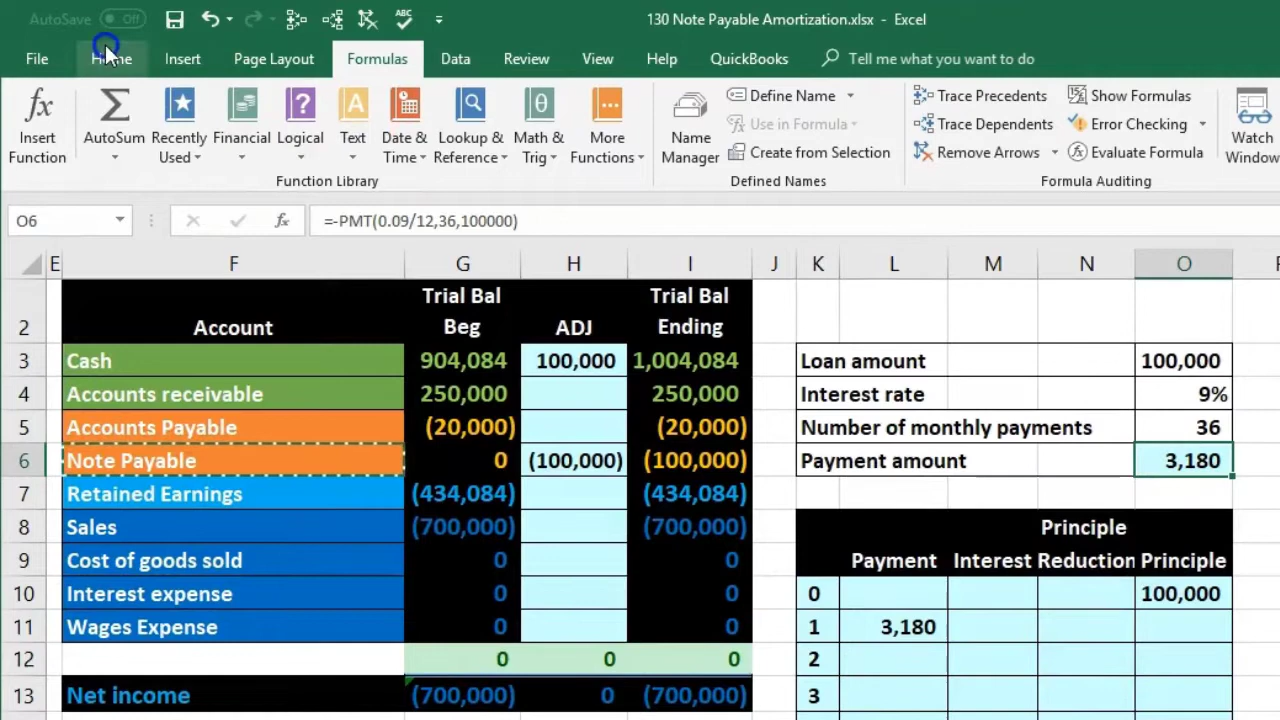 AutoSave Off 130 Note Payable Amortization.xlsx - Excel
File Home Insert Page Layout Formulas Data Review View Help QuickBooks Tell me what you want to do
Insert Function
AutoSum
Recently Used
Financial
Logical
Text
Date & Time
Lookup & Reference
Math & Trig
More Functions
Function Library
Name Manager
Define Name
Use in Formula
Create from Selection
Defined Names
Trace Precedents
Trace Dependents
Remove Arrows
Show Formulas
Error Checking
Evaluate Formula
Formula Auditing
Watch Window
O6 fx =-PMT(0.09/12,36,100000)
E F G H I J K L M N O
Trial Bal Trial Bal
2 Account Beg ADJ Ending
3 Cash 904,084 100,000 1,004,084 Loan amount 100,000
4 Accounts receivable 250,000 250,000 Interest rate 9%
5 Accounts Payable (20,000) (20,000) Number of monthly payments 36
6 Note Payable 0 (100,000) (100,000) Payment amount 3,180
7 Retained Earnings (434,084) (434,084)
8 Sales (700,000) (700,000) Principle
9 Cost of goods sold 0 0 Payment Interest Reduction Principle
10 Interest expense 0 0 0 100,000
11 Wages Expense 0 0 1 3,180
12 0 0 0 2
13 Net income (700,000) 0 (700,000) 3